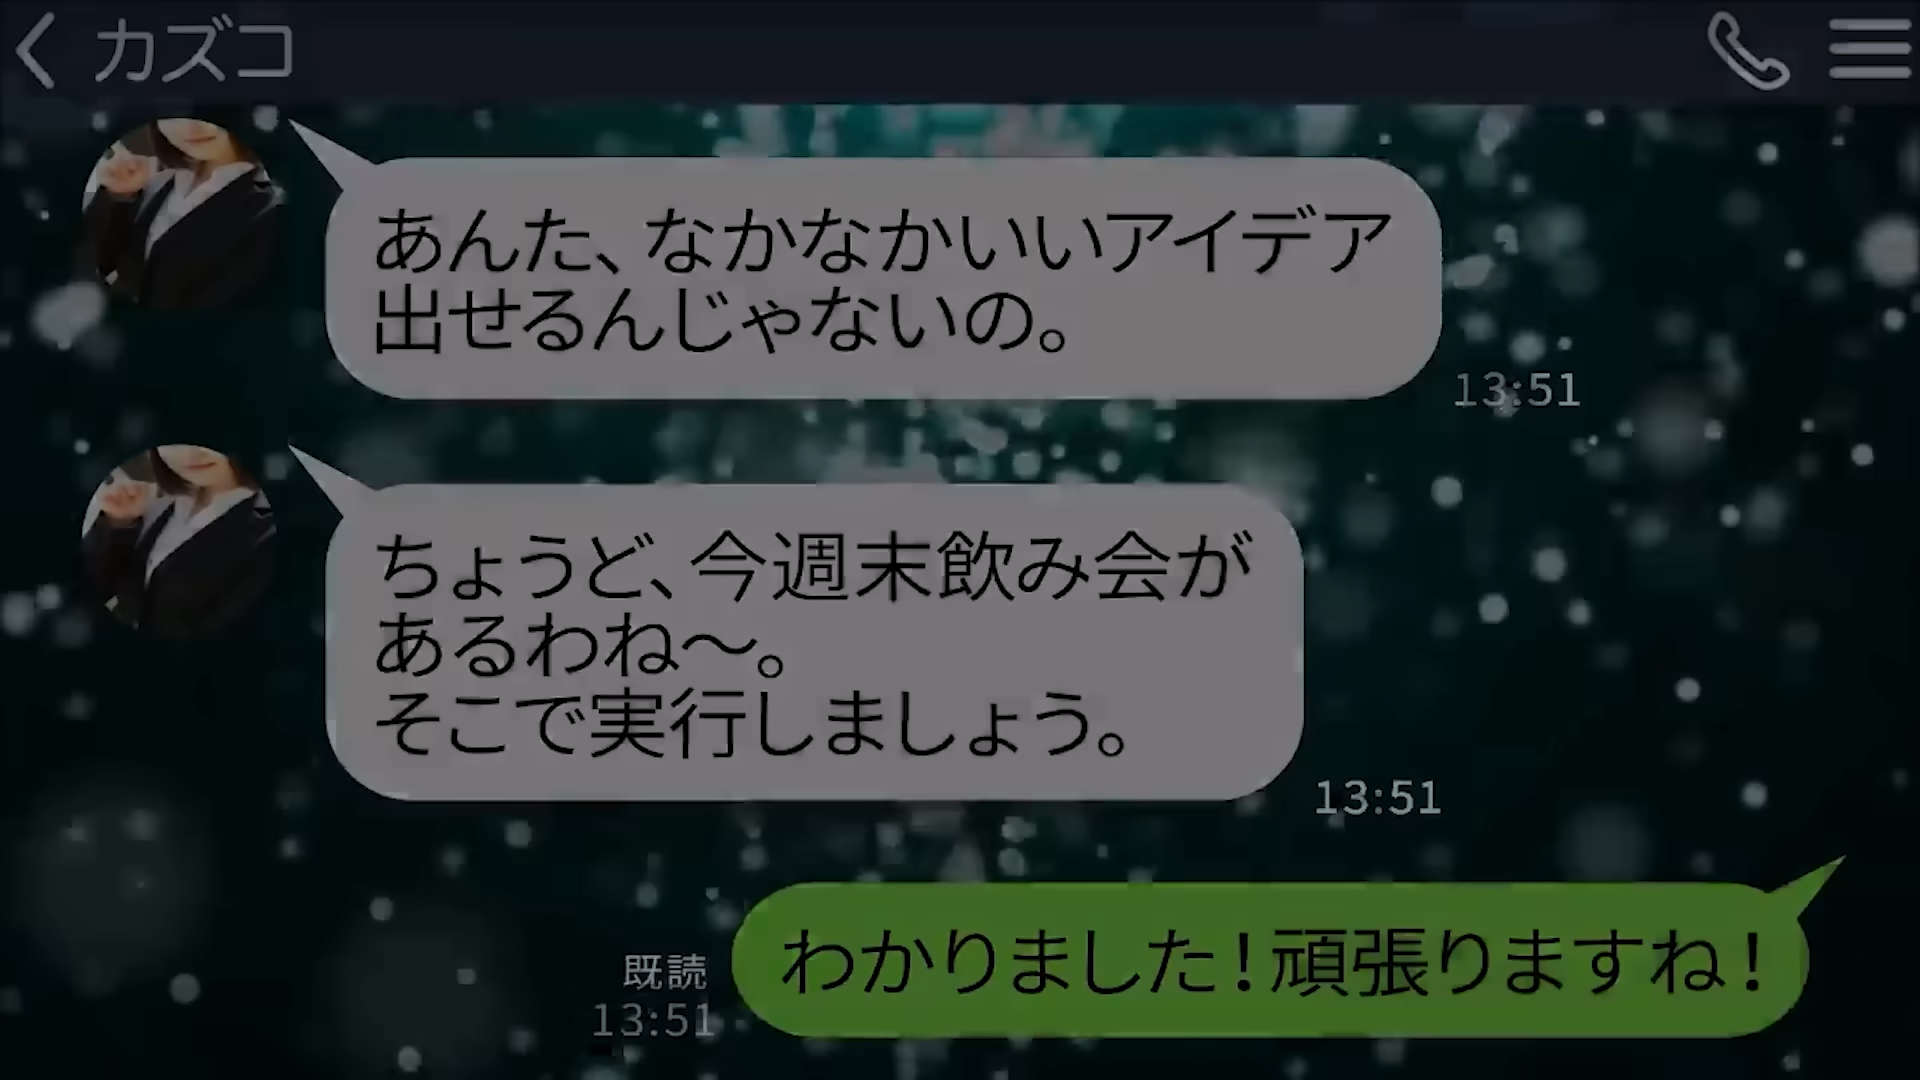 カズコ
あんた、なかなかいいアイデア
出せるんじゃないの。
13:51
ちょうど、今週末飲み会が
あるわね～。
そこで実行しましょう。
13:51
わかりました！頑張りますね！
既読
13:51